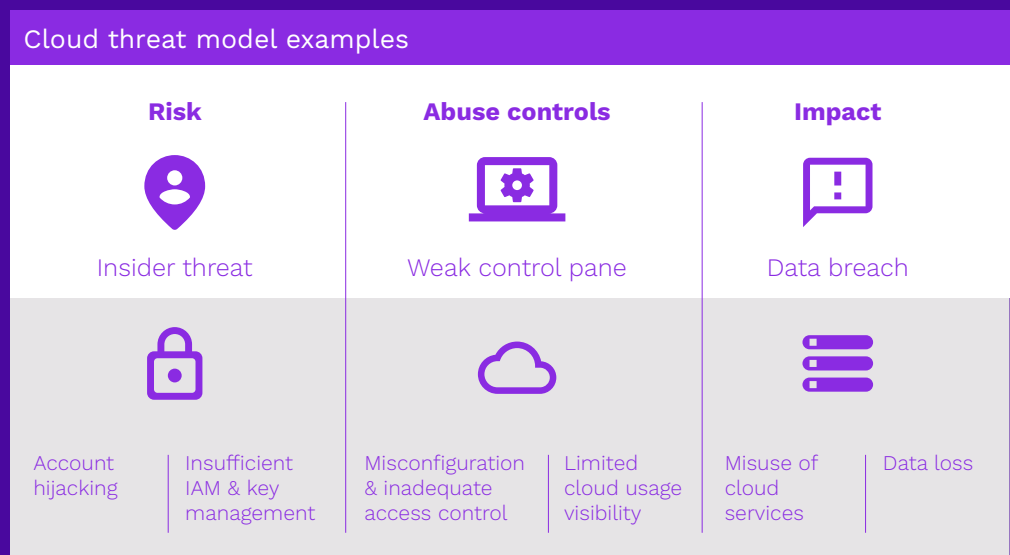 Cloud threat model examples
Risk
Abuse controls
Impact
Insider threat
Weak control pane
Data breach
Account
hijacking
Insufficient
IAM & key
management
Misconfiguration
& inadequate
access control
Limited
cloud usage
visibility
Misuse of
cloud
services
Data loss